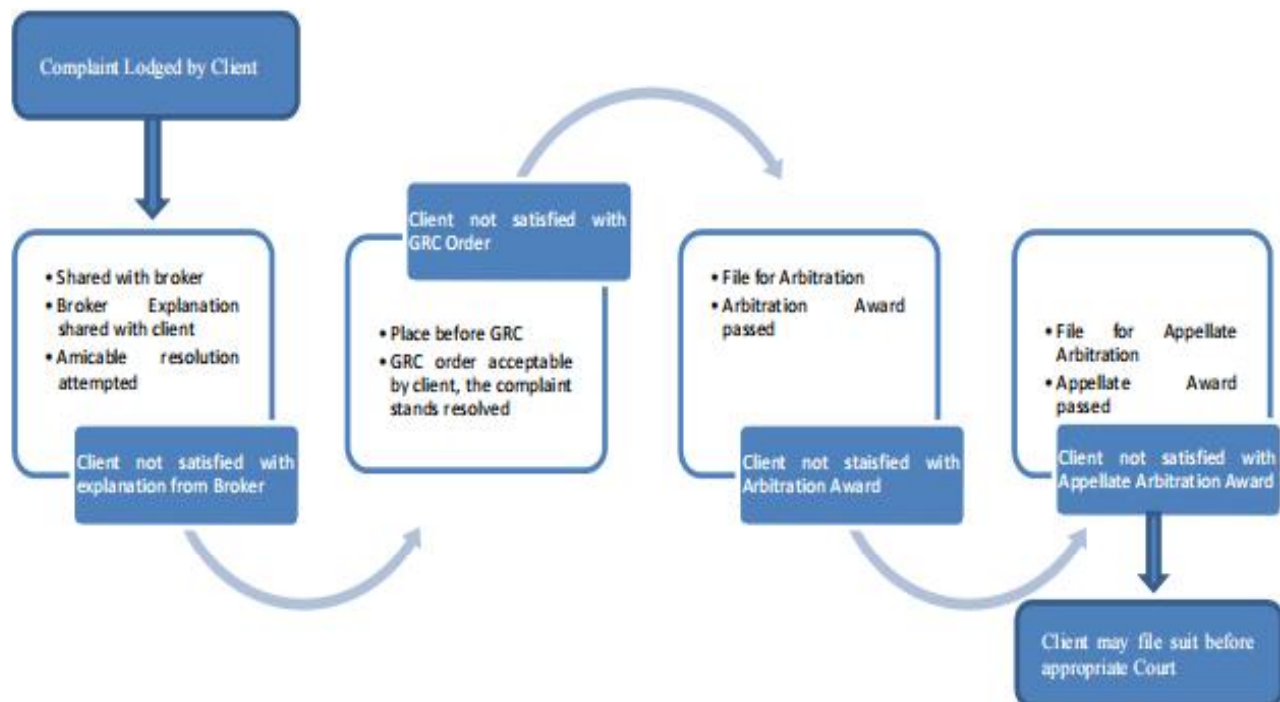 Complaint Lodged by Client
• Shared with broker
• Broker Explanation
shared with client
• Amicable resolution
attempted
Client not satisfied with
explanation from Broker
Client not satisfied with
GRC Order
• Place before GRC
• GRC order acceptable
by client, the complaint
stands resolved
• File for Arbitration
• Arbitration Award
passed
Client not staisfied with
Arbitration Award
• File for Appellate
Arbitration
• Appellate Award
passed
Client not satisfied with
Appellate Arbitration Award
Client may file suit before
appropriate Court